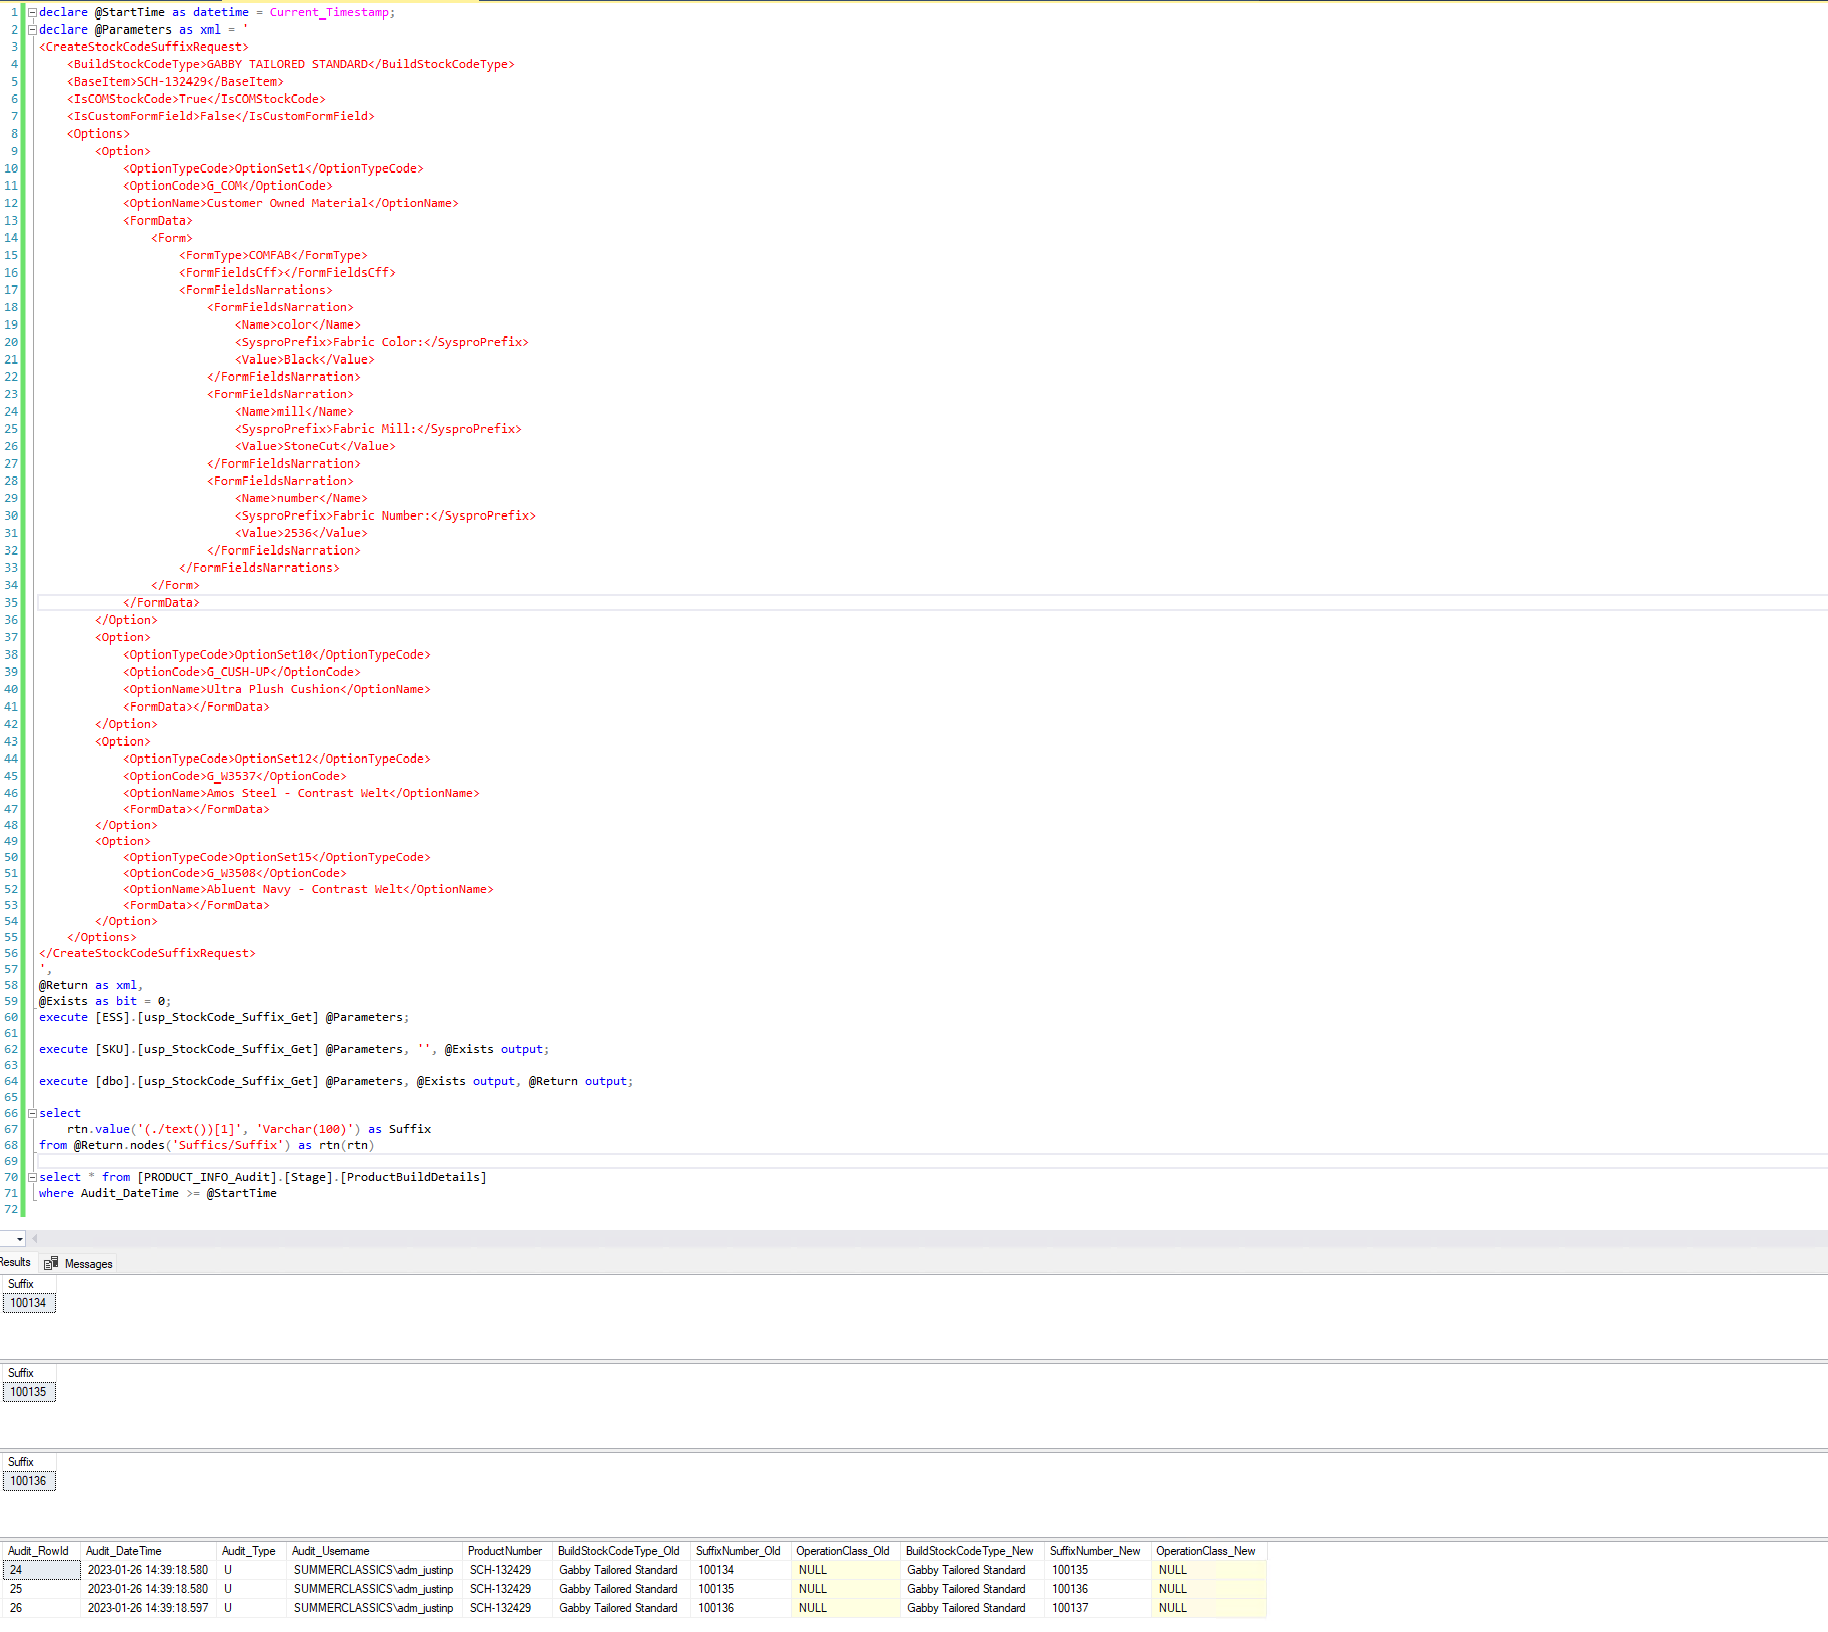 1 declare @StartTime as datetime = Current_Timestamp;
2 declare @Parameters as xml = '
3 <CreateStockCodeSuffixRequest>
4 <BuildStockCodeType>GABBY TAILORED STANDARD</BuildStockCodeType>
5 <BaseItem>SCH-132429</BaseItem>
6 <IsCOMStockCode>True</IsCOMStockCode>
7 <IsCustomFormField>False</IsCustomFormField>
8 <Options>
9 <Option>
10 <OptionTypeCode>OptionSet1</OptionTypeCode>
11 <OptionCode>G_COM</OptionCode>
12 <OptionName>Customer Owned Material</OptionName>
13 <FormData>
14 <Form>
15 <FormType>COMFAB</FormType>
16 <FormFieldsCff></FormFieldsCff>
17 <FormFieldsNarrations>
18 <FormFieldsNarration>
19 <Name>color</Name>
20 <SysproPrefix>Fabric Color:</SysproPrefix>
21 <Value>Black</Value>
22 </FormFieldsNarration>
23 <FormFieldsNarration>
24 <Name>mill</Name>
25 <SysproPrefix>Fabric Mill:</SysproPrefix>
26 <Value>StoneCut</Value>
27 </FormFieldsNarration>
28 <FormFieldsNarration>
29 <Name>number</Name>
30 <SysproPrefix>Fabric Number:</SysproPrefix>
31 <Value>2536</Value>
32 </FormFieldsNarration>
33 </FormFieldsNarrations>
34 </Form>
35 </FormData>
36 </Option>
37 <Option>
38 <OptionTypeCode>OptionSet10</OptionTypeCode>
39 <OptionCode>G_CUSH-UP</OptionCode>
40 <OptionName>Ultra Plush Cushion</OptionName>
41 <FormData></FormData>
42 </Option>
43 <Option>
44 <OptionTypeCode>OptionSet12</OptionTypeCode>
45 <OptionCode>G_W3537</OptionCode>
46 <OptionName>Amos Steel - Contrast Welt</OptionName>
47 <FormData></FormData>
48 </Option>
49 <Option>
50 <OptionTypeCode>OptionSet15</OptionTypeCode>
51 <OptionCode>G_W3508</OptionCode>
52 <OptionName>Abluent Navy - Contrast Welt</OptionName>
53 <FormData></FormData>
54 </Option>
55 </Options>
56 </CreateStockCodeSuffixRequest>
57 ',
58 @Return as xml,
59 @Exists as bit = 0;
60 execute [ESS].[usp_StockCode_Suffix_Get] @Parameters;
61
62 execute [SKU].[usp_StockCode_Suffix_Get] @Parameters, '', @Exists output;
63
64 execute [dbo].[usp_StockCode_Suffix_Get] @Parameters, @Exists output, @Return output;
65
66 select
67 rtn.value('(./text())[1]', 'Varchar(100)') as Suffix
68 from @Return.nodes('Suffics/Suffix') as rtn(rtn)
69
70 select * from [PRODUCT_INFO_Audit].[Stage].[ProductBuildDetails]
71 where Audit_DateTime >= @StartTime
72
Results Messages
Suffix
100134
Suffix
100135
Suffix
100136
Audit_RowId Audit_DateTime Audit_Type Audit_Username ProductNumber BuildStockCodeType_Old SuffixNumber_Old OperationClass_Old BuildStockCodeType_New SuffixNumber_New OperationClass_New
24 2023-01-26 14:39:18.580 U SUMMERCLASSICS\adm_justinp SCH-132429 Gabby Tailored Standard 100134 NULL Gabby Tailored Standard 100135 NULL
25 2023-01-26 14:39:18.580 U SUMMERCLASSICS\adm_justinp SCH-132429 Gabby Tailored Standard 100135 NULL Gabby Tailored Standard 100136 NULL
26 2023-01-26 14:39:18.597 U SUMMERCLASSICS\adm_justinp SCH-132429 Gabby Tailored Standard 100136 NULL Gabby Tailored Standard 100137 NULL